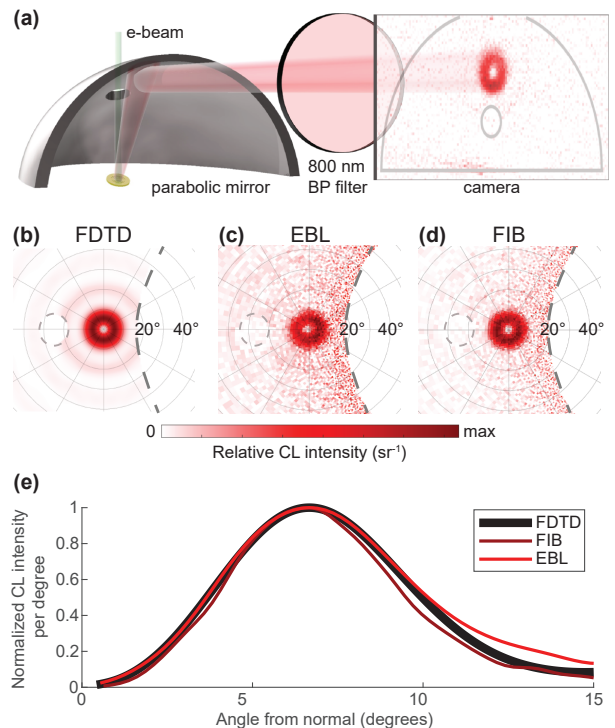 (a)
e-beam
parabolic mirror
800 nm
BP filter
camera
(b)
FDTD
(c)
EBL
(d)
FIB
20°
40°
20°
40°
20°
40°
0
max
Relative CL intensity (sr⁻¹)
(e)
Normalized CL intensity
per degree
1
0.8
0.6
0.4
0.2
0
0
5
10
15
Angle from normal (degrees)
FDTD
FIB
EBL